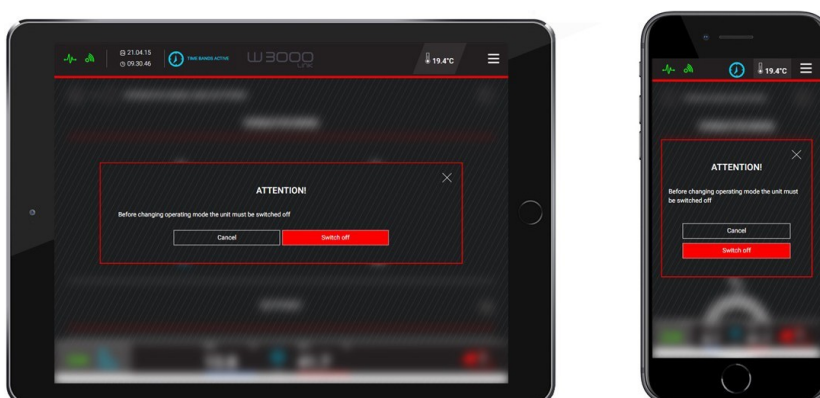 21.04.15
09.30.46
TIME BANDS ACTIVE
W3000
19.4°C
ATTENTION!
Before changing operating mode the unit must be switched off
Cancel
Switch off
19.4°C
ATTENTION!
Before changing operating mode the unit must
be switched off
Cancel
Switch off